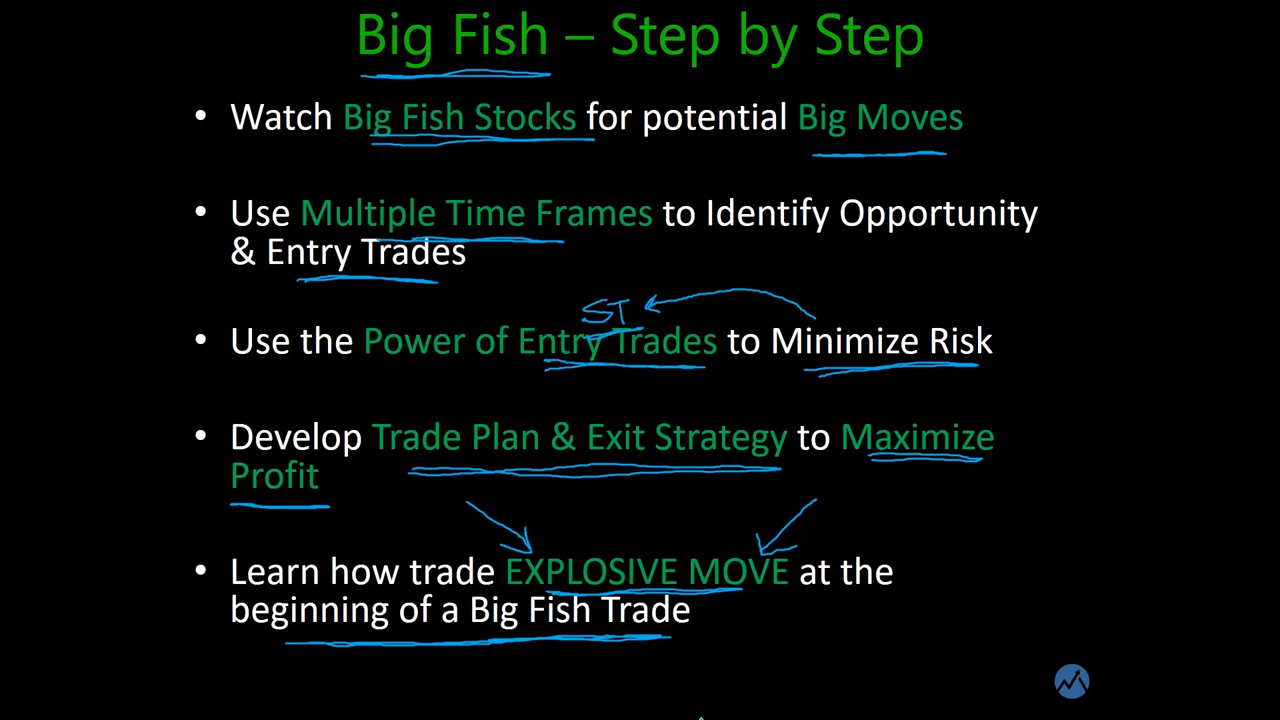 Big Fish – Step by Step
• Watch Big Fish Stocks for potential Big Moves
• Use Multiple Time Frames to Identify Opportunity
& Entry Trades
ST
• Use the Power of Entry Trades to Minimize Risk
• Develop Trade Plan & Exit Strategy to Maximize
Profit
• Learn how trade EXPLOSIVE MOVE at the
beginning of a Big Fish Trade